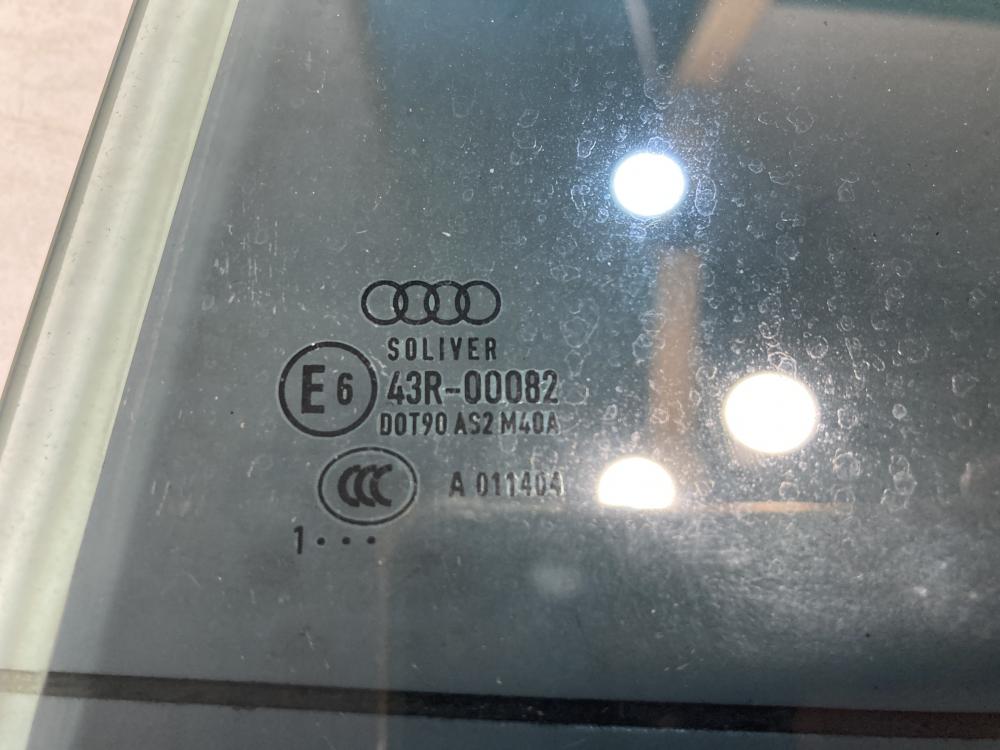 SOLIVER
E6 43R-00082
DOT90 AS2 M40A
CCC A 011404
1...